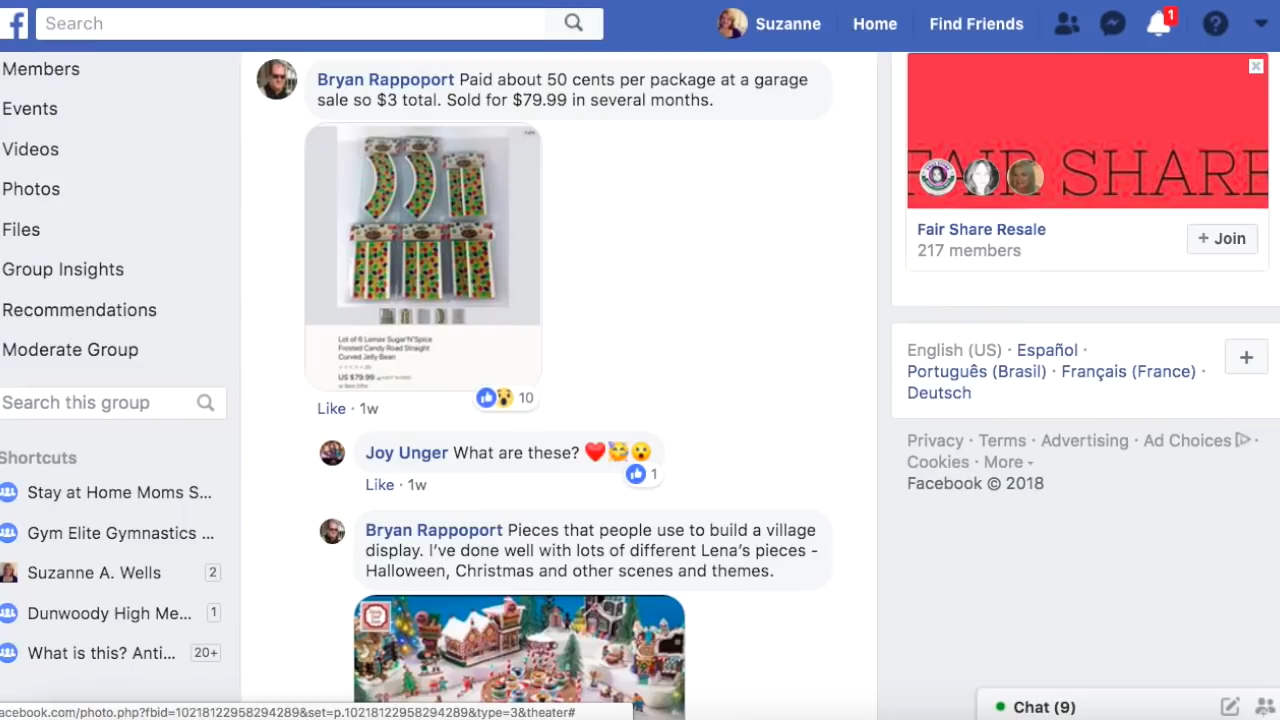 Search
Suzanne
Home
Find Friends
1
Members
Events
Videos
Photos
Files
Group Insights
Recommendations
Moderate Group
Search this group
Shortcuts
Stay at Home Moms S...
Gym Elite Gymnastics ...
Suzanne A. Wells
2
Dunwoody High Me...
1
What is this? Anti...
20+
Bryan Rappoport Paid about 50 cents per package at a garage
sale so $3 total. Sold for $79.99 in several months.
Lot of 6 Lemax Sugar'N'Spice
Frosted Candy Road Straight
Curved Jelly Bean
US $79.99
Like · 1w
10
Joy Unger What are these?
1
Like · 1w
Bryan Rappoport Pieces that people use to build a village
display. I've done well with lots of different Lena's pieces -
Halloween, Christmas and other scenes and themes.
FAIR SHARE
Fair Share Resale
217 members
+ Join
English (US) · Español ·
Português (Brasil) · Français (France) ·
Deutsch
Privacy · Terms · Advertising · Ad Choices ·
Cookies · More
Facebook © 2018
Chat (9)
acebook.com/photo.php?fbid=10218122958294289&set=p.10218122958294289&type=3&theater#